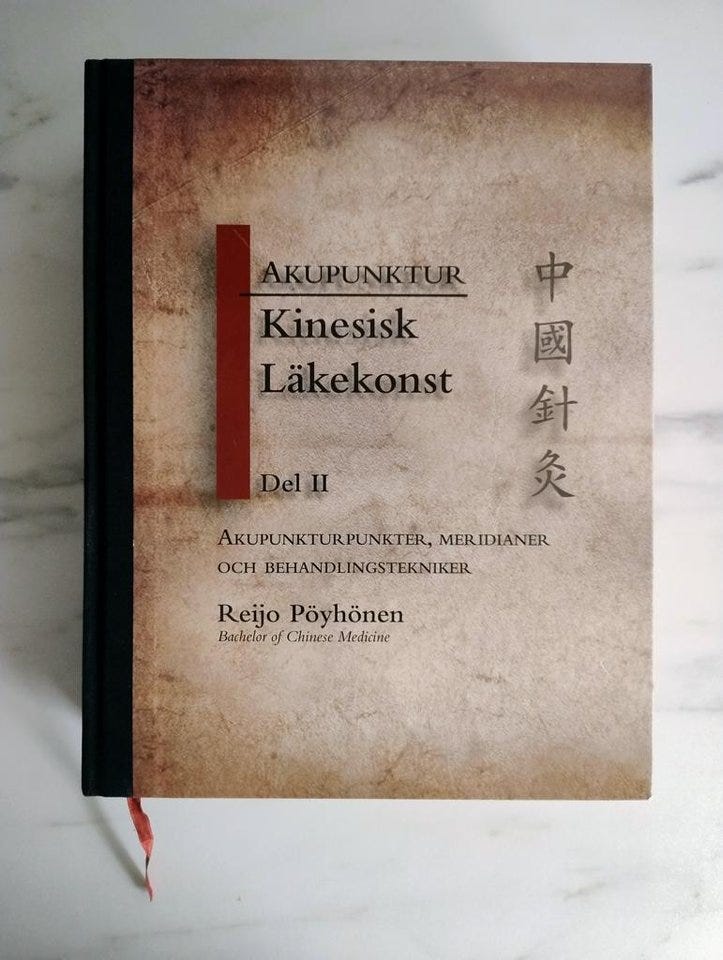 AKUPUNKTUR
Kinesisk
Läkekonst
Del II
AKUPUNKTURPUNKTER, MERIDIANER
OCH BEHANDLINGSTEKNIKER
Reijo Pöyhönen
Bachelor of Chinese Medicine
中國針灸